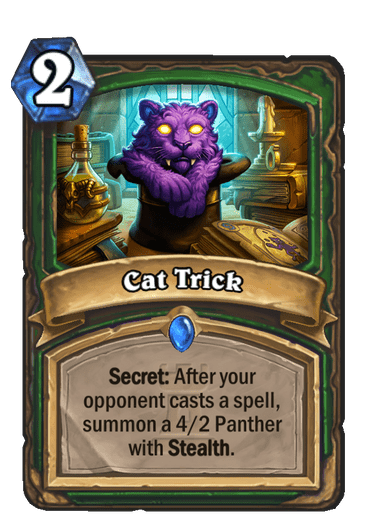 2
Cat Trick
Secret: After your
opponent casts a spell,
summon a 4/2 Panther
with Stealth.